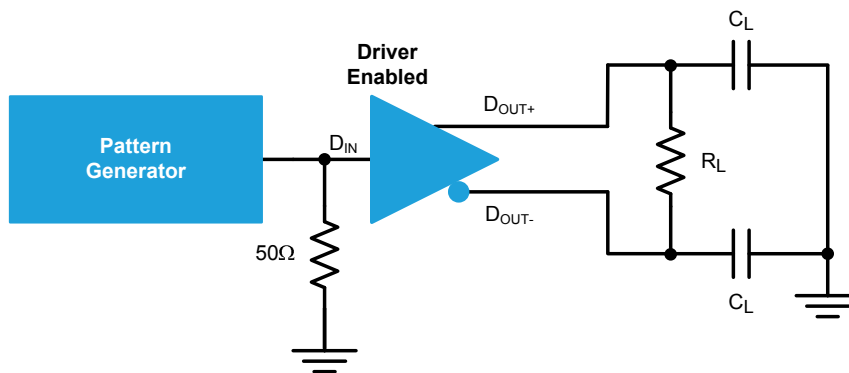 C_L
Driver
Enabled
D_OUT+
Pattern
Generator
D_IN
R_L
D_OUT-
50Ω
C_L